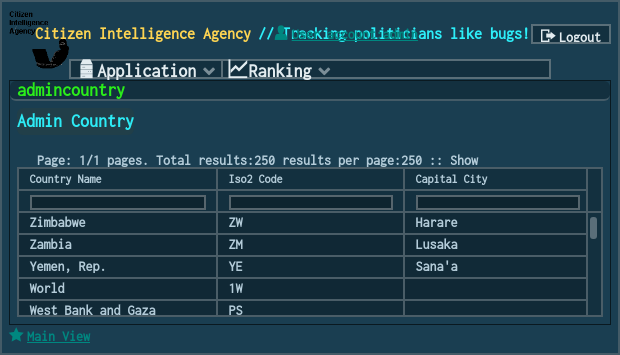 Citizen
Intelligence
Agency
Citizen Intelligence Agency // Tracking politicians like bugs!
Logout
Application
Ranking
admincountry
Admin Country
Page: 1/1 pages. Total results:250 results per page:250 :: Show
Country Name Iso2 Code Capital City
Zimbabwe ZW Harare
Zambia ZM Lusaka
Yemen, Rep. YE Sana'a
World 1W
West Bank and Gaza PS
Main View